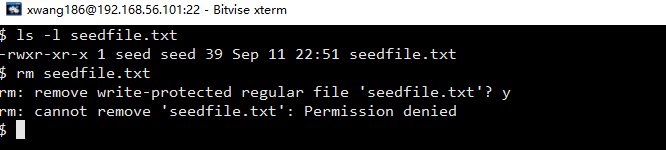 xwang186@192.168.56.101:22 - Bitvise xterm
$ ls -l seedfile.txt
-rwxr-xr-x 1 seed seed 39 Sep 11 22:51 seedfile.txt
$ rm seedfile.txt
rm: remove write-protected regular file 'seedfile.txt'? y
rm: cannot remove 'seedfile.txt': Permission denied
$